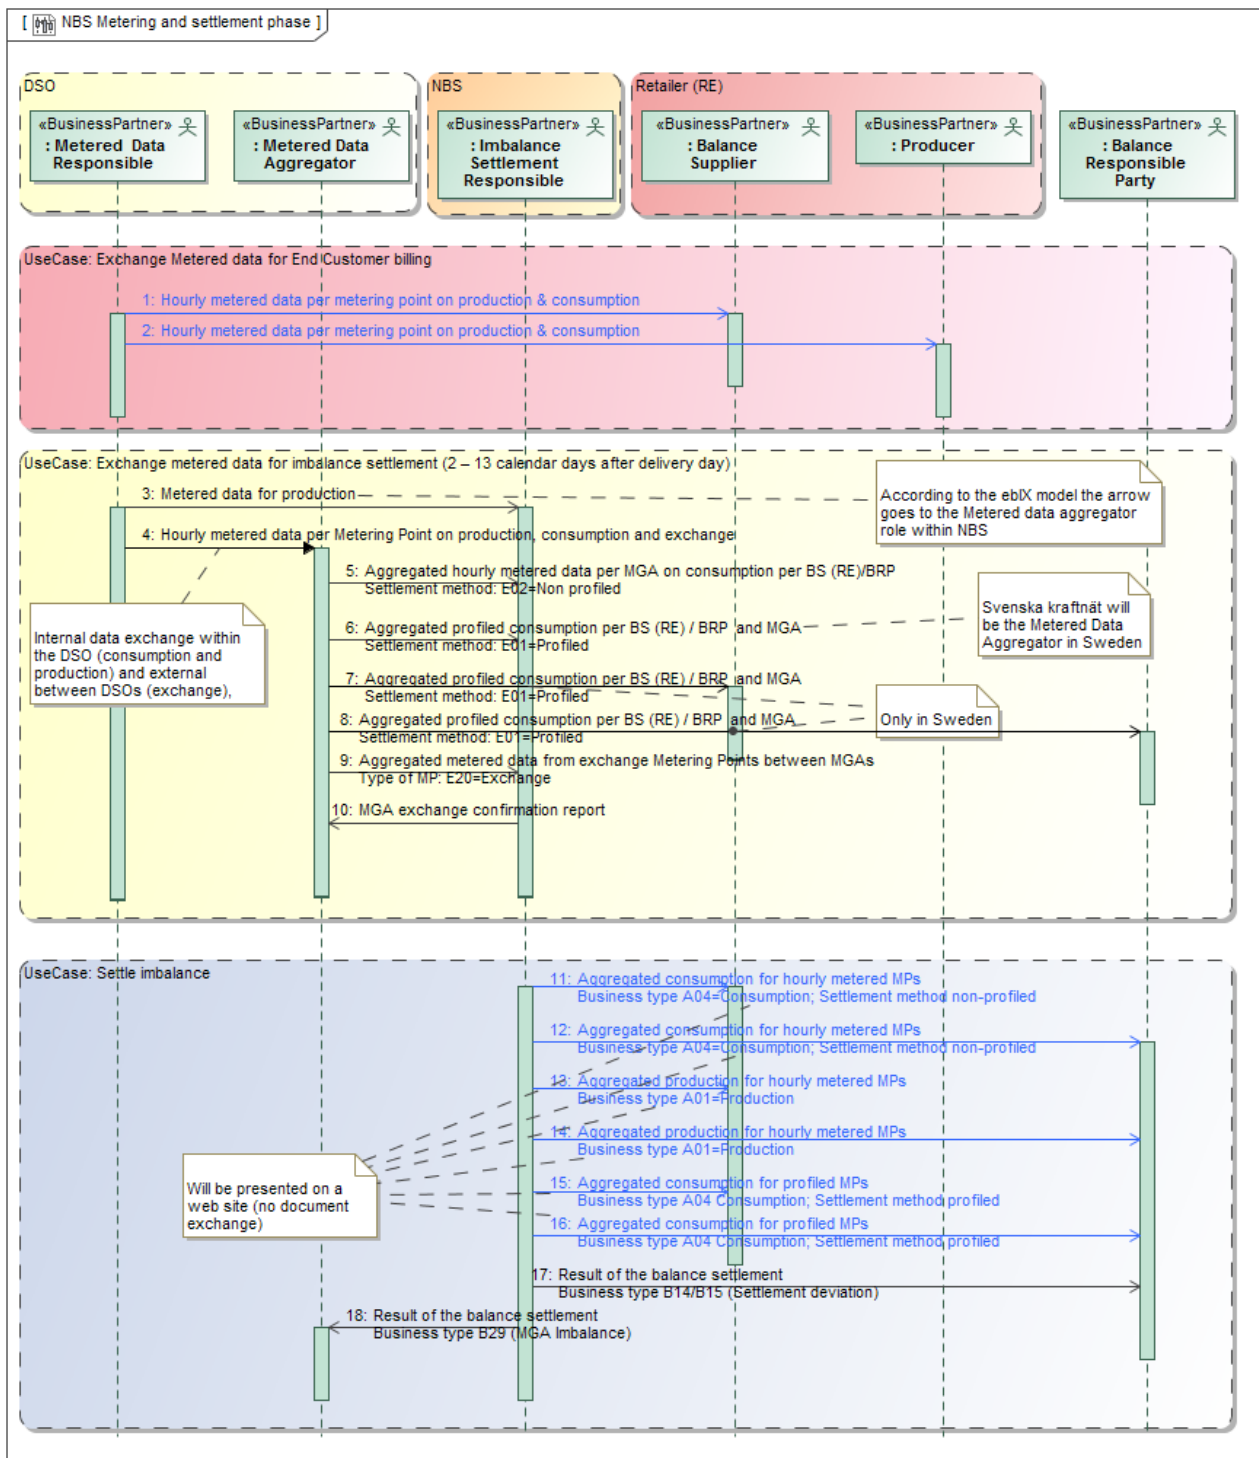 [ NBS Metering and settlement phase ]
DSO
NBS
Retailer (RE)
«BusinessPartner»
: Metered Data
Responsible
«BusinessPartner»
: Metered Data
Aggregator
«BusinessPartner»
: Imbalance
Settlement
Responsible
«BusinessPartner»
: Balance
Supplier
«BusinessPartner»
: Producer
«BusinessPartner»
: Balance
Responsible
Party
UseCase: Exchange Metered data for End Customer billing
1: Hourly metered data per metering point on production & consumption
2: Hourly metered data per metering point on production & consumption
UseCase: Exchange metered data for imbalance settlement (2 – 13 calendar days after delivery day)
3: Metered data for production
According to the ebIX model the arrow
goes to the Metered data aggregator
role within NBS
4: Hourly metered data per Metering Point on production, consumption and exchange
5: Aggregated hourly metered data per MGA on consumption per BS (RE)/BRP
Settlement method: E02=Non profiled
Svenska kraftnät will
be the Metered Data
Aggregator in Sweden
Internal data exchange within
the DSO (consumption and
production) and external
between DSOs (exchange),
6: Aggregated profiled consumption per BS (RE) / BRP and MGA
Settlement method: E01=Profiled
7: Aggregated profiled consumption per BS (RE) / BRP and MGA
Settlement method: E01=Profiled
Only in Sweden
8: Aggregated profiled consumption per BS (RE) / BRP and MGA
Settlement method: E01=Profiled
9: Aggregated metered data from exchange Metering Points between MGAs
Type of MP: E20=Exchange
10: MGA exchange confirmation report
UseCase: Settle imbalance
11: Aggregated consumption for hourly metered MPs
Business type A04=Consumption; Settlement method non-profiled
12: Aggregated consumption for hourly metered MPs
Business type A04=Consumption; Settlement method non-profiled
13: Aggregated production for hourly metered MPs
Business type A01=Production
14: Aggregated production for hourly metered MPs
Business type A01=Production
Will be presented on a
web site (no document
exchange)
15: Aggregated consumption for profiled MPs
Business type A04 Consumption; Settlement method profiled
16: Aggregated consumption for profiled MPs
Business type A04 Consumption; Settlement method profiled
17: Result of the balance settlement
Business type B14/B15 (Settlement deviation)
18: Result of the balance settlement
Business type B29 (MGA Imbalance)